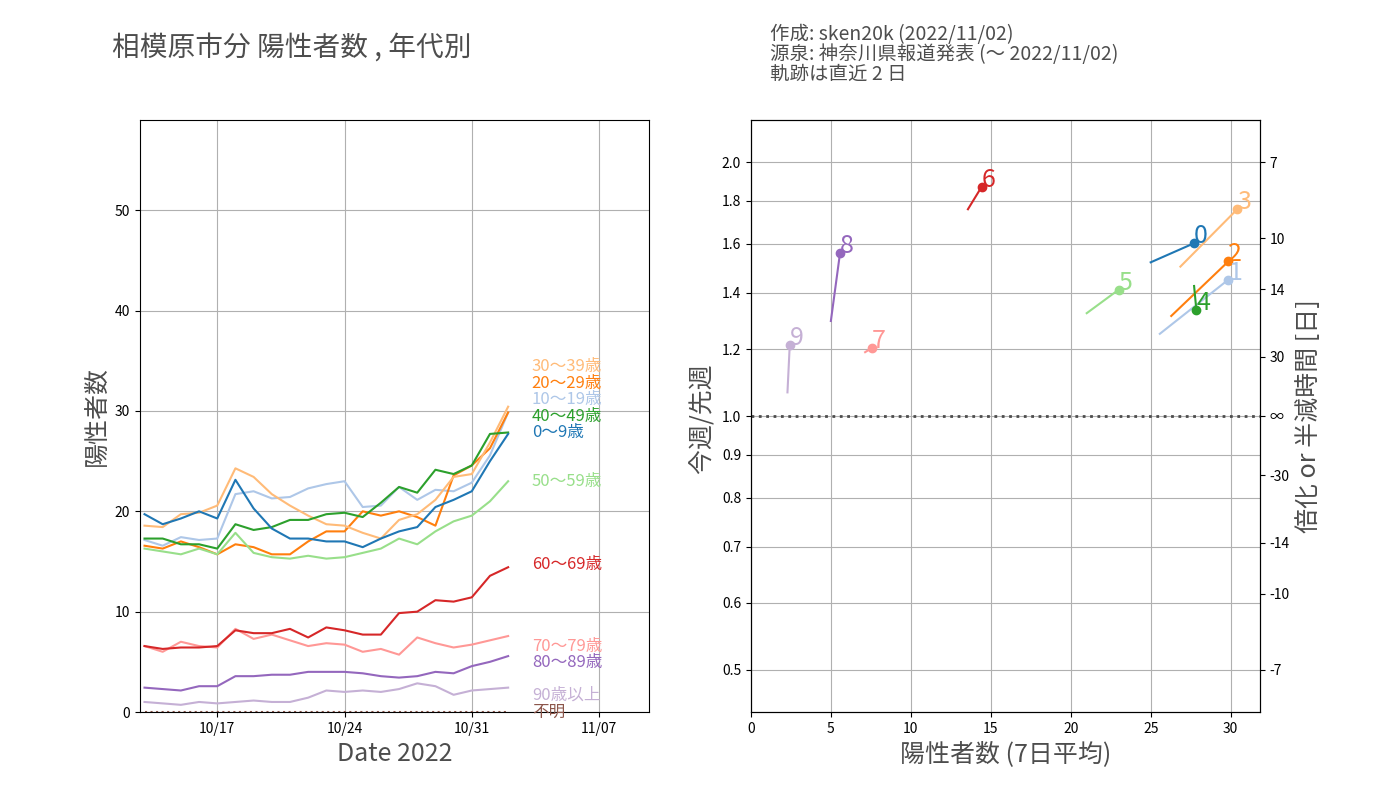 相模原市分 陽性者数 , 年代別
作成: sken20k (2022/11/02)
源泉: 神奈川県報道発表 (〜 2022/11/02)
軌跡は直近 2 日
陽性者数
50
40
30
20
10
0
30〜39歳
20〜29歳
10〜19歳
40〜49歳
0〜9歳
50〜59歳
60〜69歳
70〜79歳
80〜89歳
90歳以上
不明
10/17
10/24
10/31
11/07
Date 2022
今週/先週
2.0
1.8
1.6
1.4
1.2
1.0
0.9
0.8
0.7
0.6
0.5
6
3
0
8
2
1
5
4
9
7
0
5
10
15
20
25
30
陽性者数 (7日平均)
7
10
14
30
∞
-30
-14
-10
-7
倍化 or 半減時間 [日]